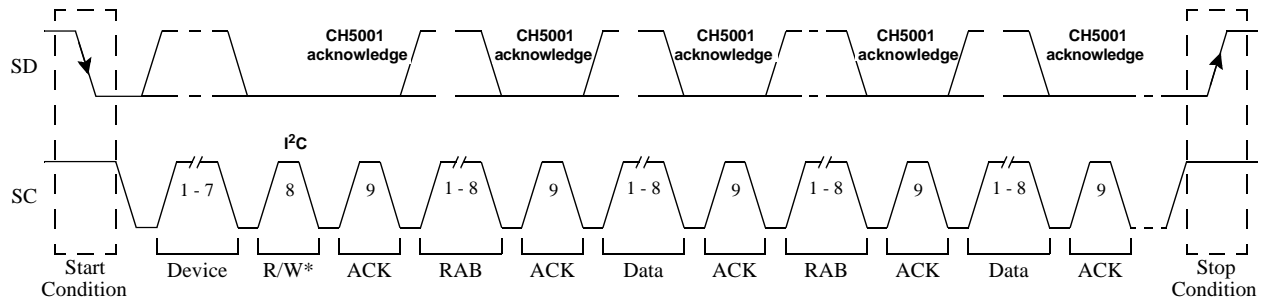 CH5001 acknowledge
CH5001 acknowledge
CH5001 acknowledge
CH5001 acknowledge
CH5001 acknowledge
SD
I²C
SC
1 - 7
8
9
1 - 8
9
1 - 8
9
1 - 8
9
1 - 8
9
Start Condition
Device
R/W*
ACK
RAB
ACK
Data
ACK
RAB
ACK
Data
ACK
Stop Condition